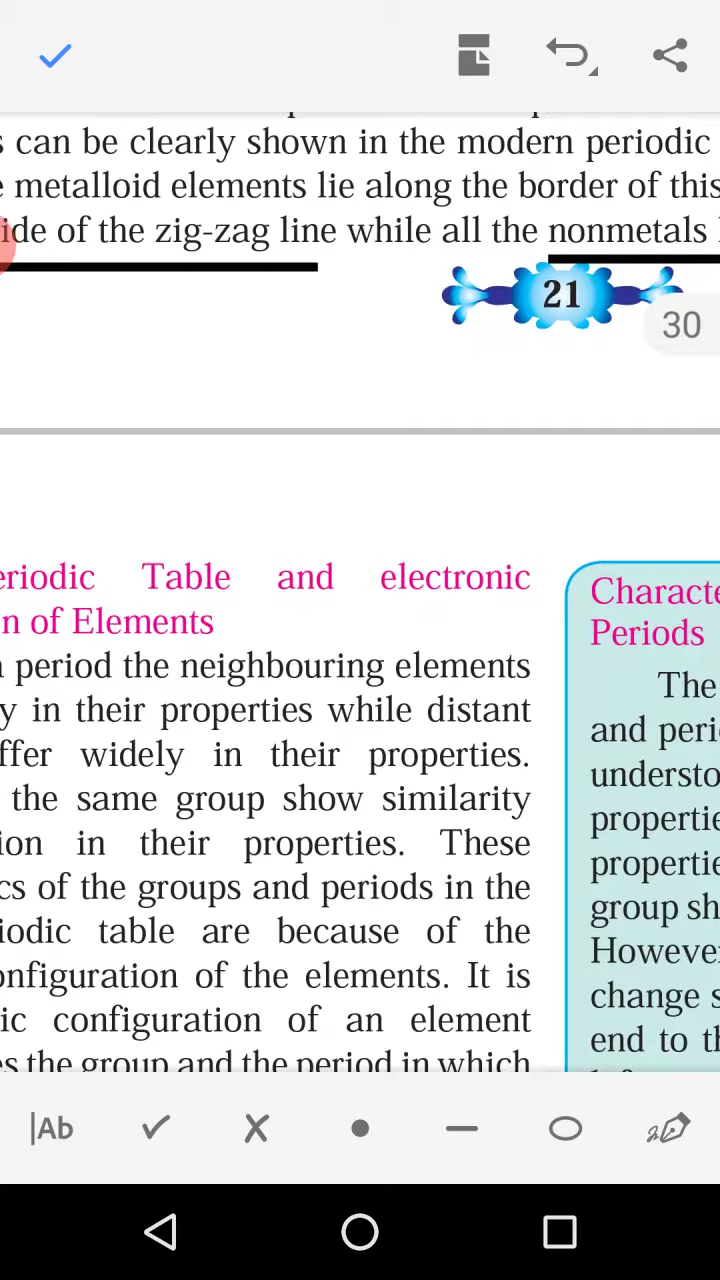 can be clearly shown in the modern periodic
metalloid elements lie along the border of this
ide of the zig-zag line while all the nonmetals
21
30
eriodic Table and electronic
n of Elements
period the neighbouring elements
y in their properties while distant
ffer widely in their properties.
the same group show similarity
ion in their properties. These
cs of the groups and periods in the
iodic table are because of the
onfiguration of the elements. It is
ic configuration of an element
es the group and the period in which
Characte
Periods
The
and peri
understo
propertie
propertie
group sh
However
change s
end to th
Ab